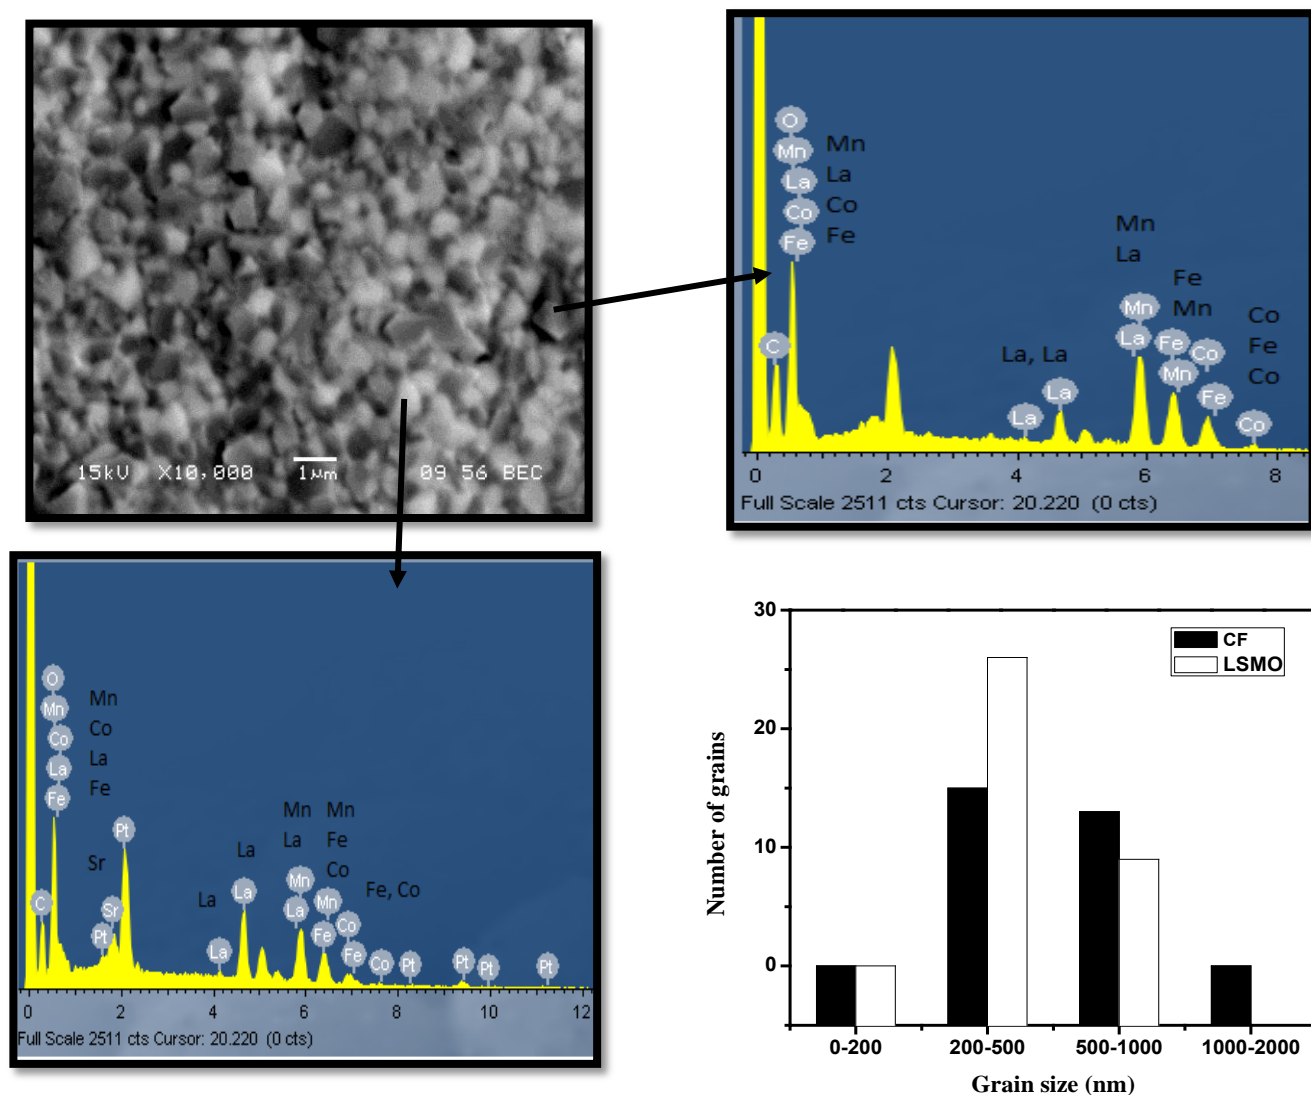 15kV X10,000 1µm 09 56 BEC
O
Mn
La
Co
Fe
Mn
La
Co
Fe
C
La, La
La
La
Mn
La
Mn
La
Fe
Mn
Fe
Mn
Co
Fe
Co
Fe
Co
Co
0 2 4 6 8
Full Scale 2511 cts Cursor: 20.220 (0 cts)
O
Mn
Co
La
Fe
Mn
Co
La
Fe
C
Sr
Sr
Pt
Pt
La
La
La
La
Mn
La
Mn
La
Mn
Fe
Co
Mn
Fe
Fe, Co
Co
Fe
Co
Pt
Pt
Pt
Pt
0 2 4 6 8 10 12
Full Scale 2511 cts Cursor: 20.220 (0 cts)
30
20
10
0
Number of grains
CF
LSMO
0-200 200-500 500-1000 1000-2000
Grain size (nm)